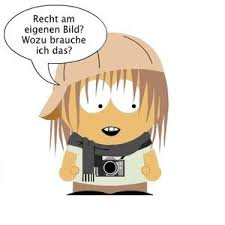 Recht am
eigenen Bild?
Wozu brauche
ich das?